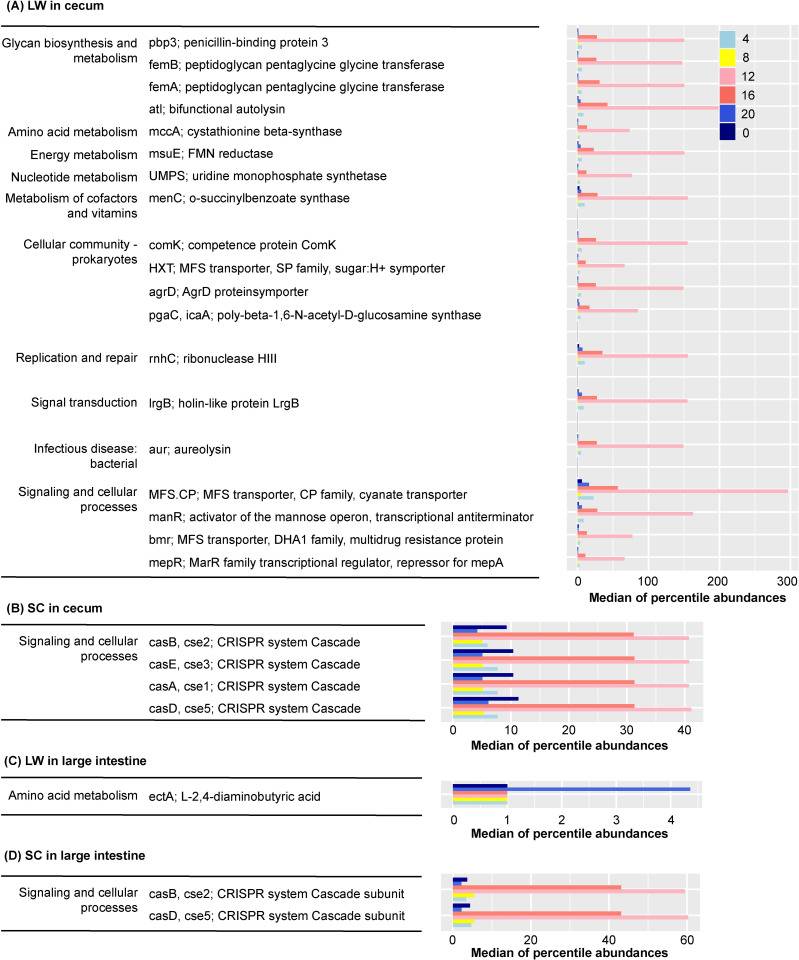 (A) LW in cecum
Glycan biosynthesis and
metabolism
pbp3; penicillin-binding protein 3
femB; peptidoglycan pentaglycine glycine transferase
femA; peptidoglycan pentaglycine glycine transferase
atl; bifunctional autolysin
Amino acid metabolism
mccA; cystathionine beta-synthase
Energy metabolism
msuE; FMN reductase
Nucleotide metabolism
UMPS; uridine monophosphate synthetase
Metabolism of cofactors
and vitamins
menC; o-succinylbenzoate synthase
Cellular community -
prokaryotes
comK; competence protein ComK
HXT; MFS transporter, SP family, sugar:H+ symporter
agrD; AgrD proteinsymporter
pgaC, icaA; poly-beta-1,6-N-acetyl-D-glucosamine synthase
Replication and repair
rnhC; ribonuclease HIII
Signal transduction
lrgB; holin-like protein LrgB
Infectious disease:
bacterial
aur; aureolysin
Signaling and cellular
processes
MFS.CP; MFS transporter, CP family, cyanate transporter
manR; activator of the mannose operon, transcriptional antiterminator
bmr; MFS transporter, DHA1 family, multidrug resistance protein
mepR; MarR family transcriptional regulator, repressor for mepA
4
8
12
16
20
0
0 100 200 300
Median of percentile abundances
(B) SC in cecum
Signaling and cellular
processes
casB, cse2; CRISPR system Cascade
casE, cse3; CRISPR system Cascade
casA, cse1; CRISPR system Cascade
casD, cse5; CRISPR system Cascade
0 10 20 30 40
Median of percentile abundances
(C) LW in large intestine
Amino acid metabolism
ectA; L-2,4-diaminobutyric acid
0 1 2 3 4
Median of percentile abundances
(D) SC in large intestine
Signaling and cellular
processes
casB, cse2; CRISPR system Cascade subunit
casD, cse5; CRISPR system Cascade subunit
0 20 40 60
Median of percentile abundances